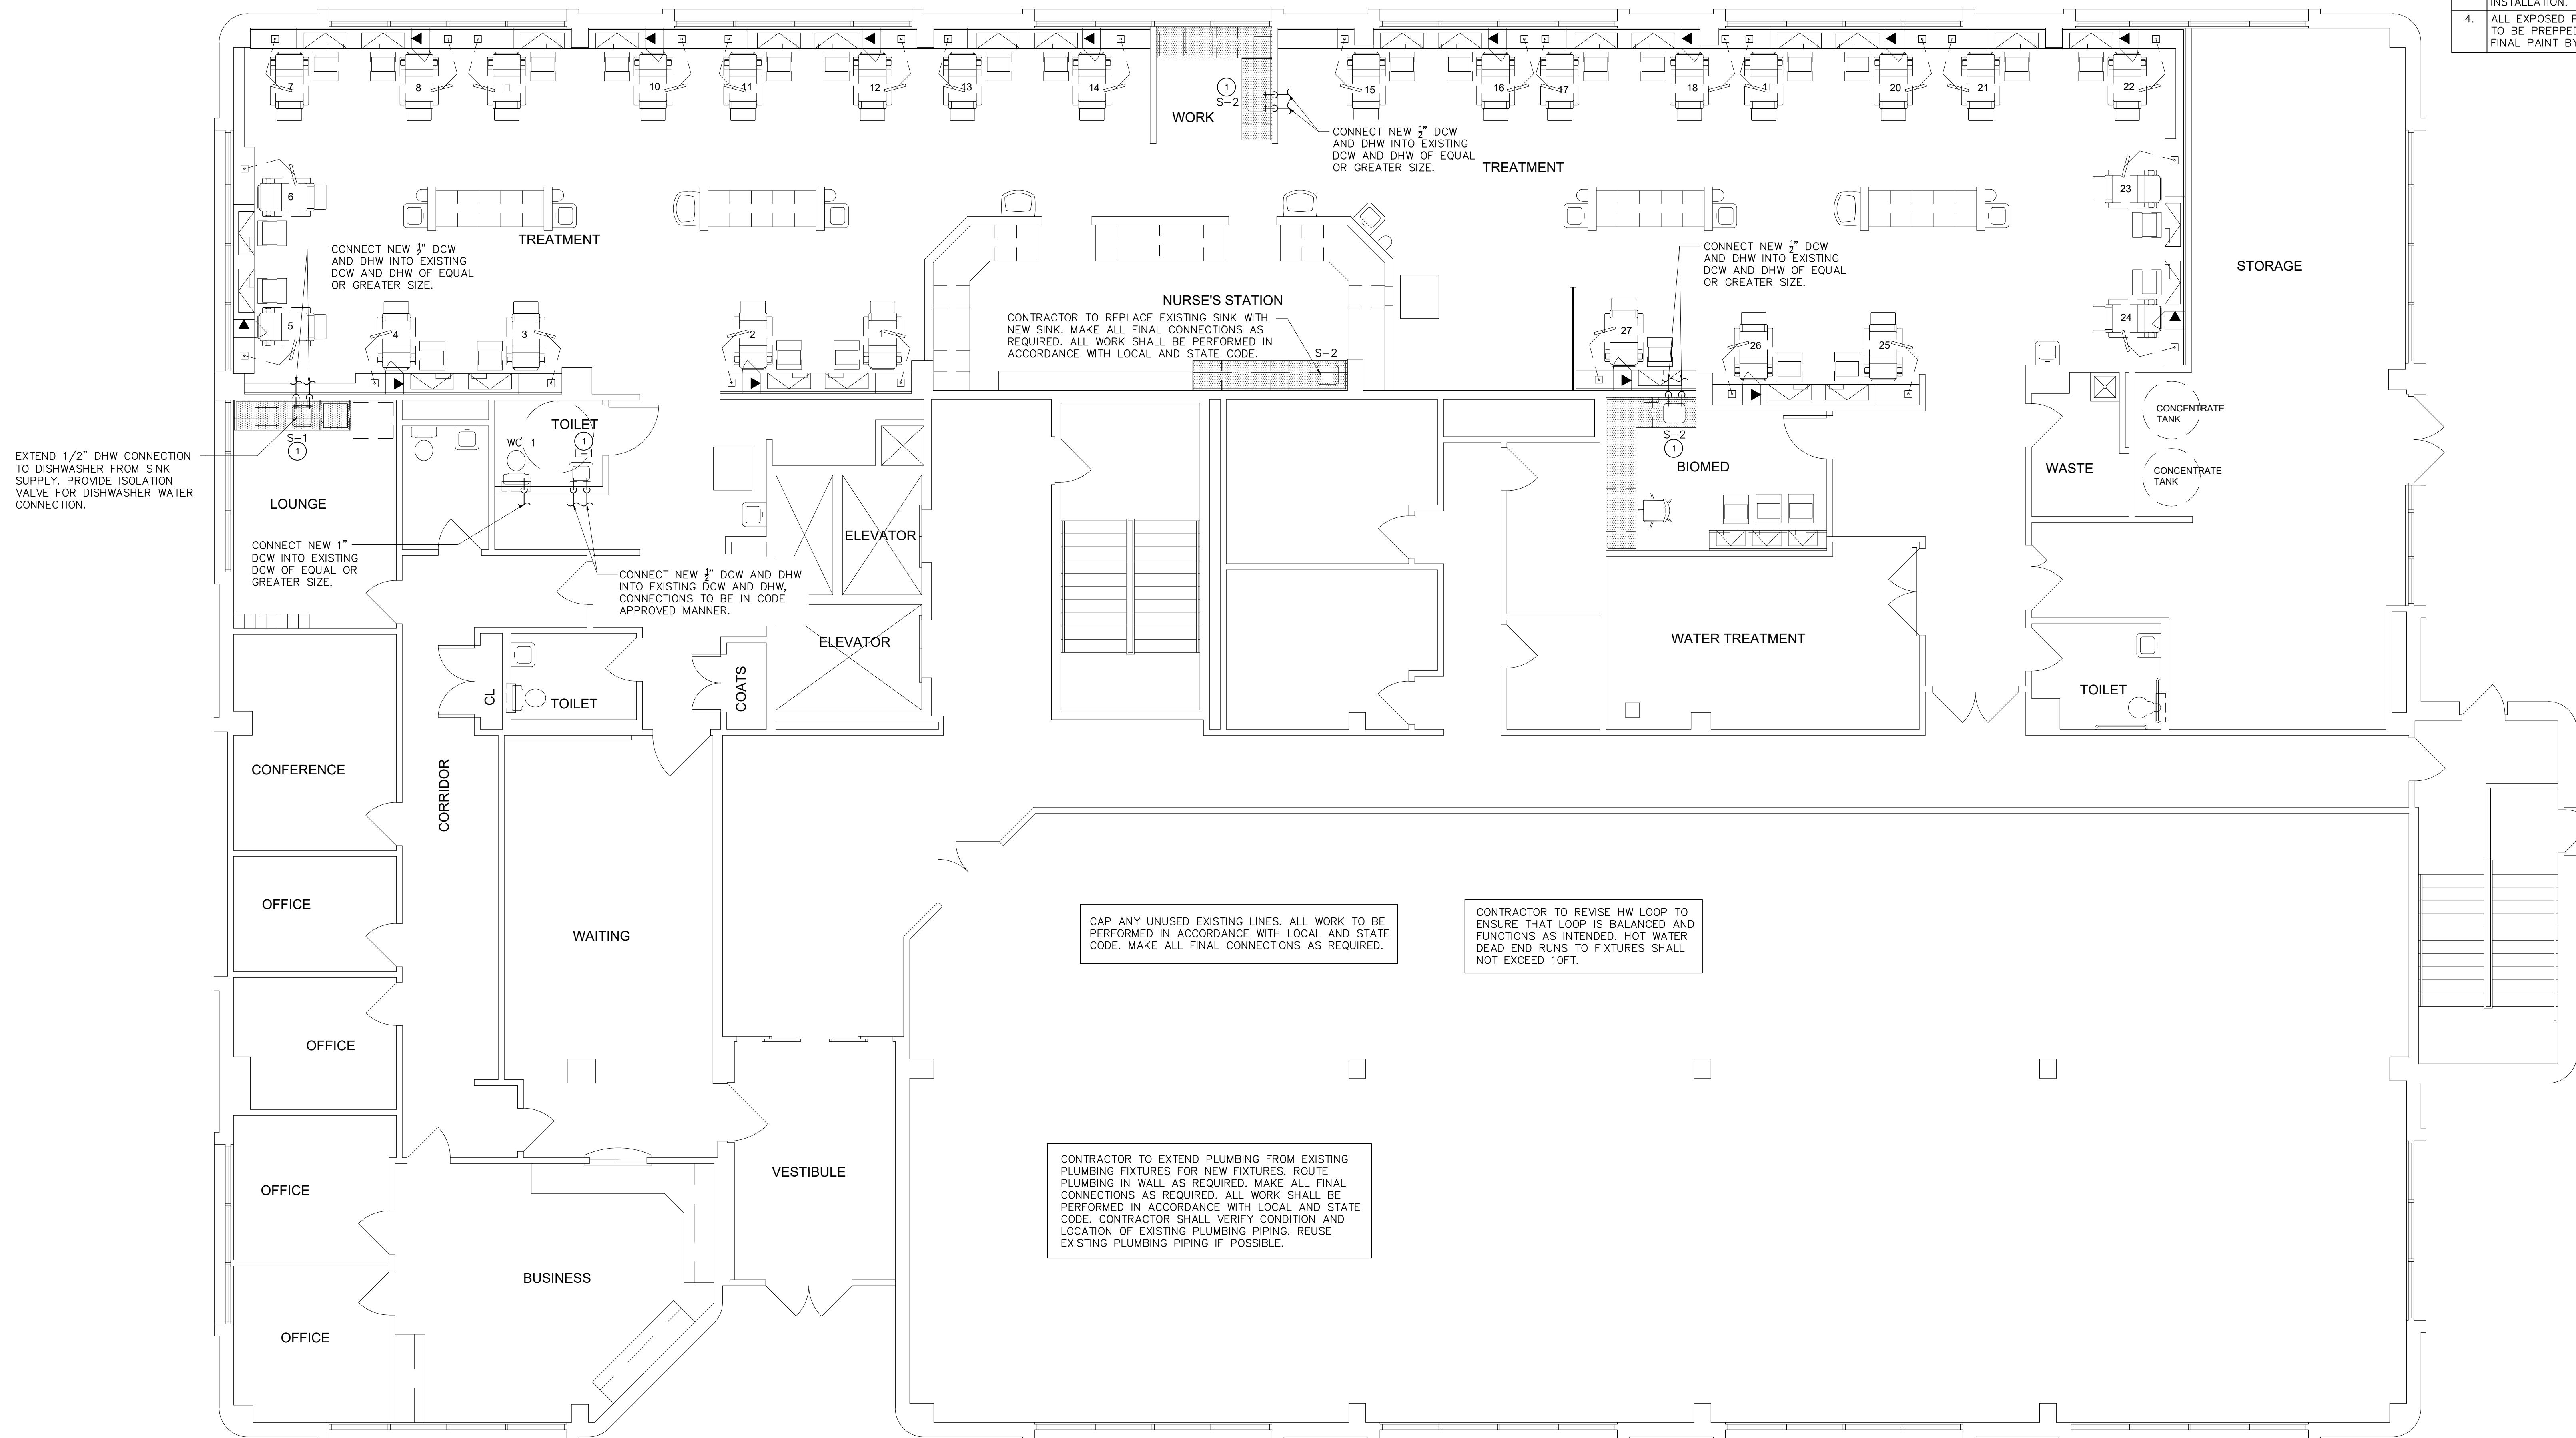 INSTALLATION.
4.
ALL EXPOSED
TO BE PREPPED
FINAL PAINT BY
7
8
10
11
12
13
14
WORK
1
S-2
15
16
17
18
20
21
22
CONNECT NEW ½" DCW
AND DHW INTO EXISTING
DCW AND DHW OF EQUAL
OR GREATER SIZE.
TREATMENT
6
TREATMENT
CONNECT NEW ½" DCW
AND DHW INTO EXISTING
DCW AND DHW OF EQUAL
OR GREATER SIZE.
5
4
3
2
1
NURSE'S STATION
CONTRACTOR TO REPLACE EXISTING SINK WITH
NEW SINK. MAKE ALL FINAL CONNECTIONS AS
REQUIRED. ALL WORK SHALL BE PERFORMED IN
ACCORDANCE WITH LOCAL AND STATE CODE.
S-2
CONNECT NEW ½" DCW
AND DHW INTO EXISTING
DCW AND DHW OF EQUAL
OR GREATER SIZE.
27
26
25
23
24
STORAGE
S-1
1
EXTEND 1/2" DHW CONNECTION
TO DISHWASHER FROM SINK
SUPPLY. PROVIDE ISOLATION
VALVE FOR DISHWASHER WATER
CONNECTION.
LOUNGE
TOILET
WC-1
1
L-1
CONNECT NEW 1"
DCW INTO EXISTING
DCW OF EQUAL OR
GREATER SIZE.
CONNECT NEW ½" DCW AND DHW
INTO EXISTING DCW AND DHW,
CONNECTIONS TO BE IN CODE
APPROVED MANNER.
ELEVATOR
ELEVATOR
S-2
1
BIOMED
WASTE
CONCENTRATE
TANK
CONCENTRATE
TANK
WATER TREATMENT
TOILET
CL
TOILET
COATS
CONFERENCE
CORRIDOR
OFFICE
WAITING
OFFICE
OFFICE
VESTIBULE
BUSINESS
OFFICE
CAP ANY UNUSED EXISTING LINES. ALL WORK TO BE
PERFORMED IN ACCORDANCE WITH LOCAL AND STATE
CODE. MAKE ALL FINAL CONNECTIONS AS REQUIRED.
CONTRACTOR TO REVISE HW LOOP TO
ENSURE THAT LOOP IS BALANCED AND
FUNCTIONS AS INTENDED. HOT WATER
DEAD END RUNS TO FIXTURES SHALL
NOT EXCEED 10FT.
CONTRACTOR TO EXTEND PLUMBING FROM EXISTING
PLUMBING FIXTURES FOR NEW FIXTURES. ROUTE
PLUMBING IN WALL AS REQUIRED. MAKE ALL FINAL
CONNECTIONS AS REQUIRED. ALL WORK SHALL BE
PERFORMED IN ACCORDANCE WITH LOCAL AND STATE
CODE. CONTRACTOR SHALL VERIFY CONDITION AND
LOCATION OF EXISTING PLUMBING PIPING. REUSE
EXISTING PLUMBING PIPING IF POSSIBLE.